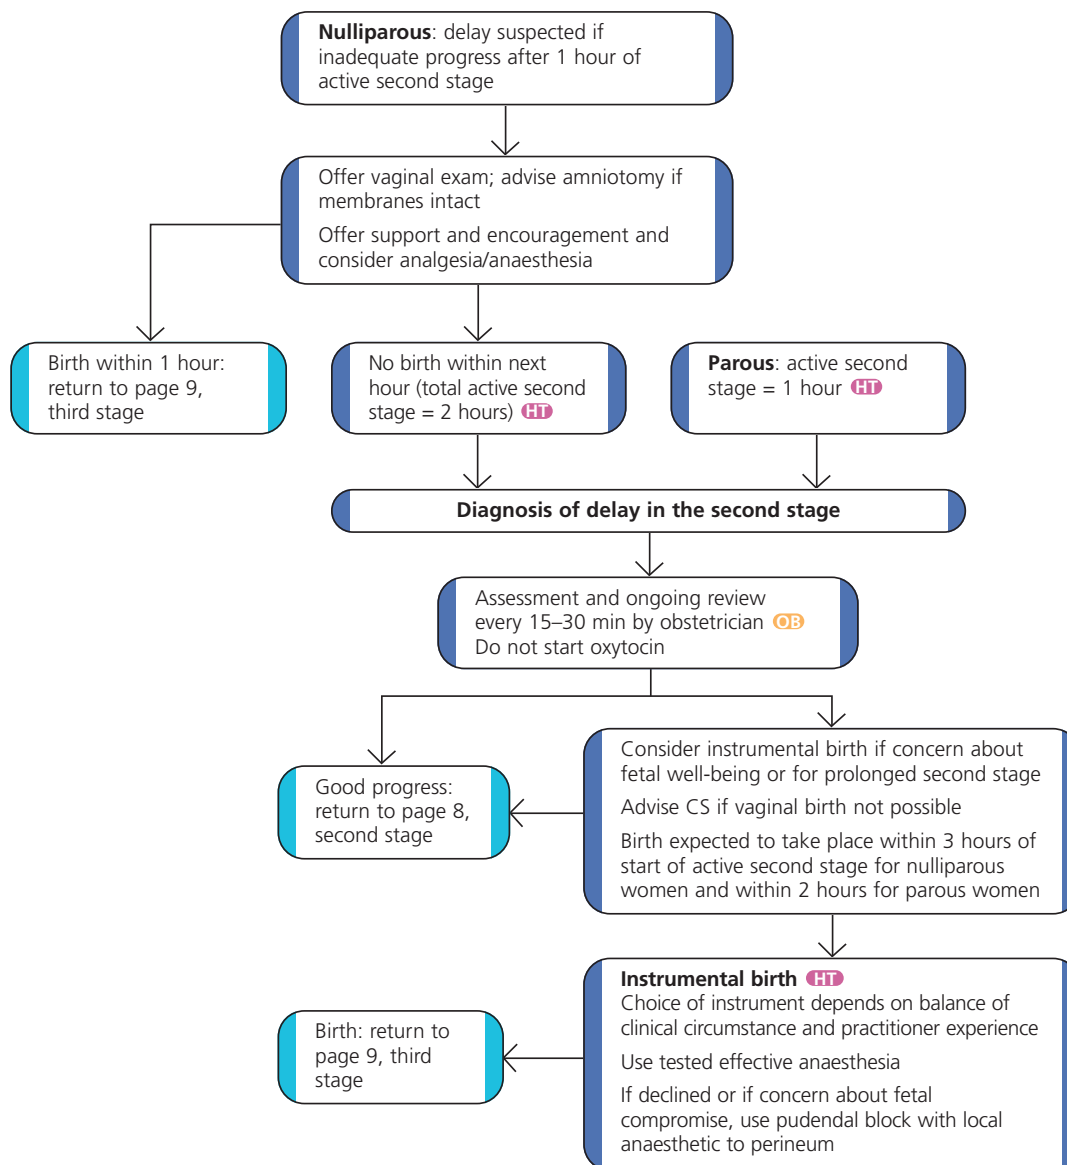 Nulliparous: delay suspected if
inadequate progress after 1 hour of
active second stage
Offer vaginal exam; advise amniotomy if
membranes intact
Offer support and encouragement and
consider analgesia/anaesthesia
Birth within 1 hour:
return to page 9,
third stage
No birth within next
hour (total active second
stage = 2 hours) HT
Parous: active second
stage = 1 hour HT
Diagnosis of delay in the second stage
Assessment and ongoing review
every 15–30 min by obstetrician OB
Do not start oxytocin
Good progress:
return to page 8,
second stage
Consider instrumental birth if concern about
fetal well-being or for prolonged second stage
Advise CS if vaginal birth not possible
Birth expected to take place within 3 hours of
start of active second stage for nulliparous
women and within 2 hours for parous women
Instrumental birth HT
Choice of instrument depends on balance of
clinical circumstance and practitioner experience
Use tested effective anaesthesia
If declined or if concern about fetal
compromise, use pudendal block with local
anaesthetic to perineum
Birth: return to
page 9, third
stage